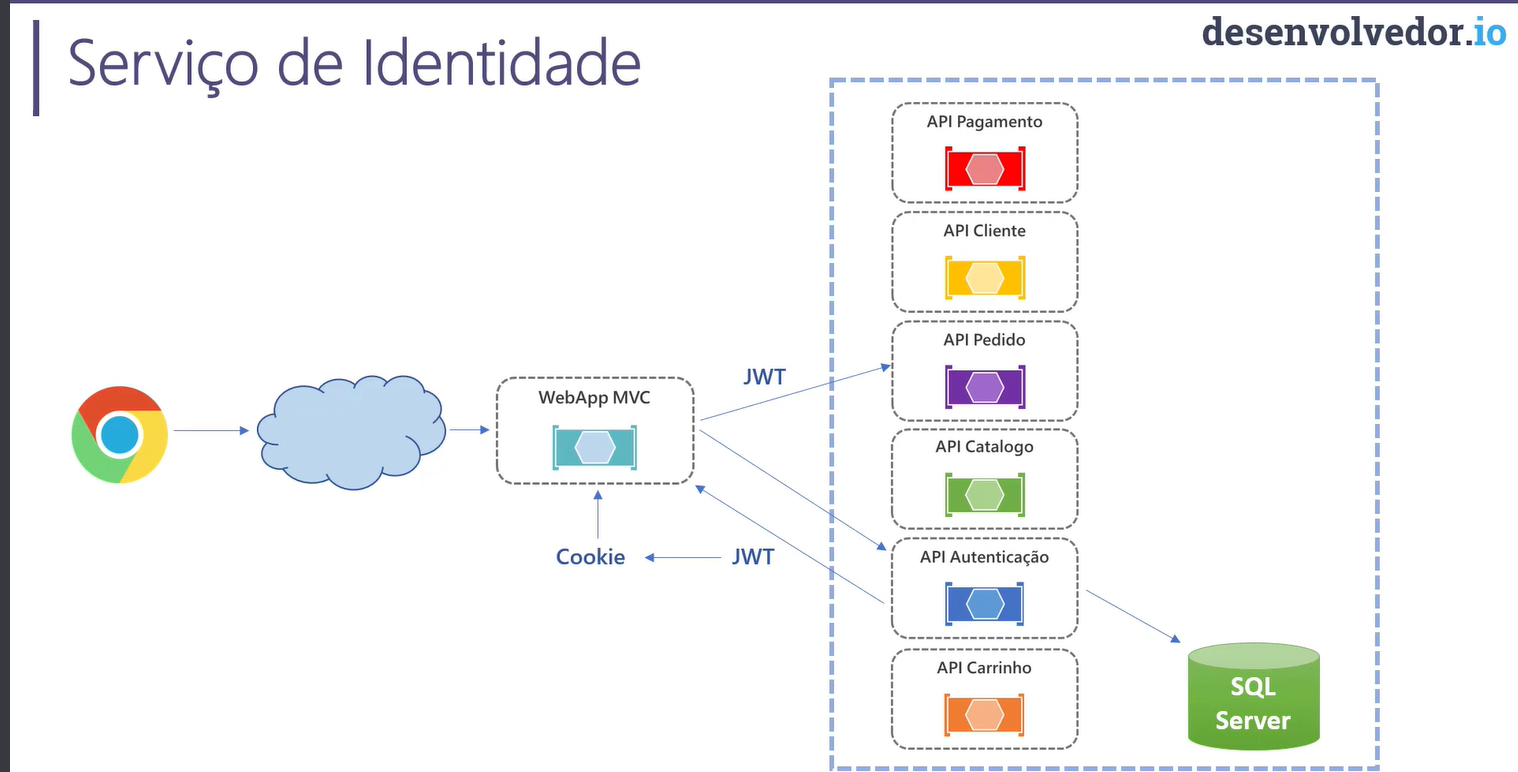 Serviço de Identidade
desenvolvedor.io
API Pagamento
API Cliente
API Pedido
JWT
WebApp MVC
API Catalogo
Cookie
JWT
API Autenticação
API Carrinho
SQL
Server